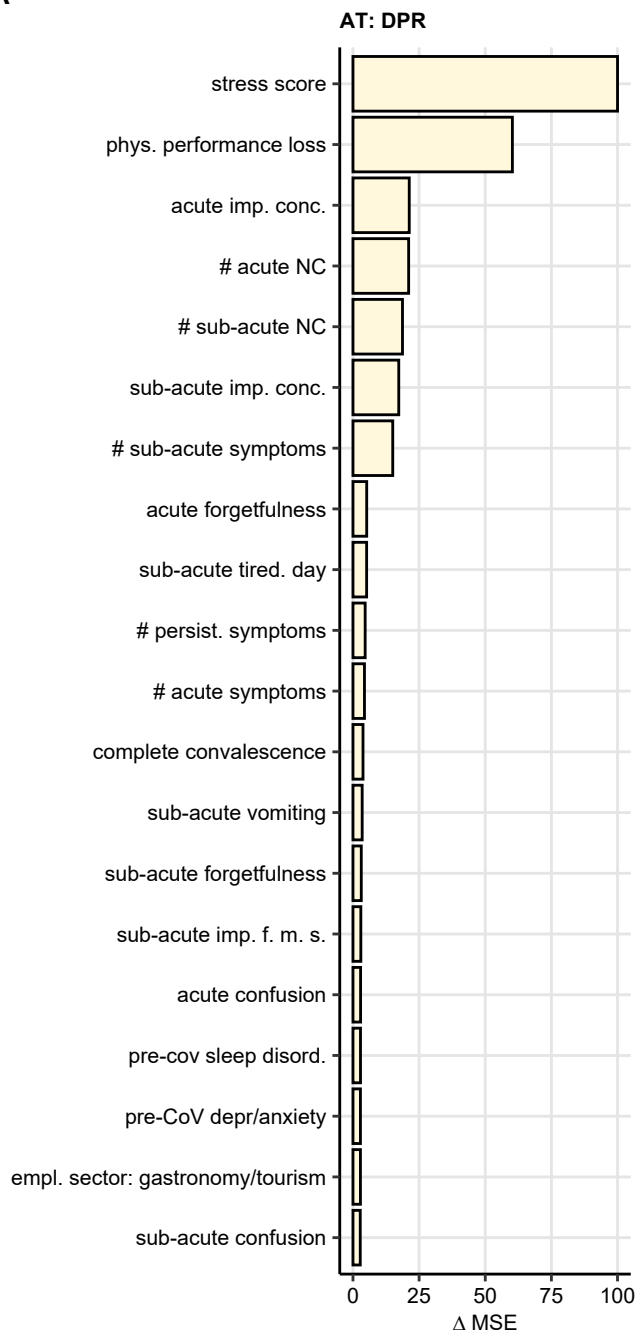 AT: DPR
stress score
phys. performance loss
acute imp. conc.
# acute NC
# sub-acute NC
sub-acute imp. conc.
# sub-acute symptoms
acute forgetfulness
sub-acute tired. day
# persist. symptoms
# acute symptoms
complete convalescence
sub-acute vomiting
sub-acute forgetfulness
sub-acute imp. f. m. s.
acute confusion
pre-cov sleep disord.
pre-CoV depr/anxiety
empl. sector: gastronomy/tourism
sub-acute confusion
0 25 50 75 100
Δ MSE